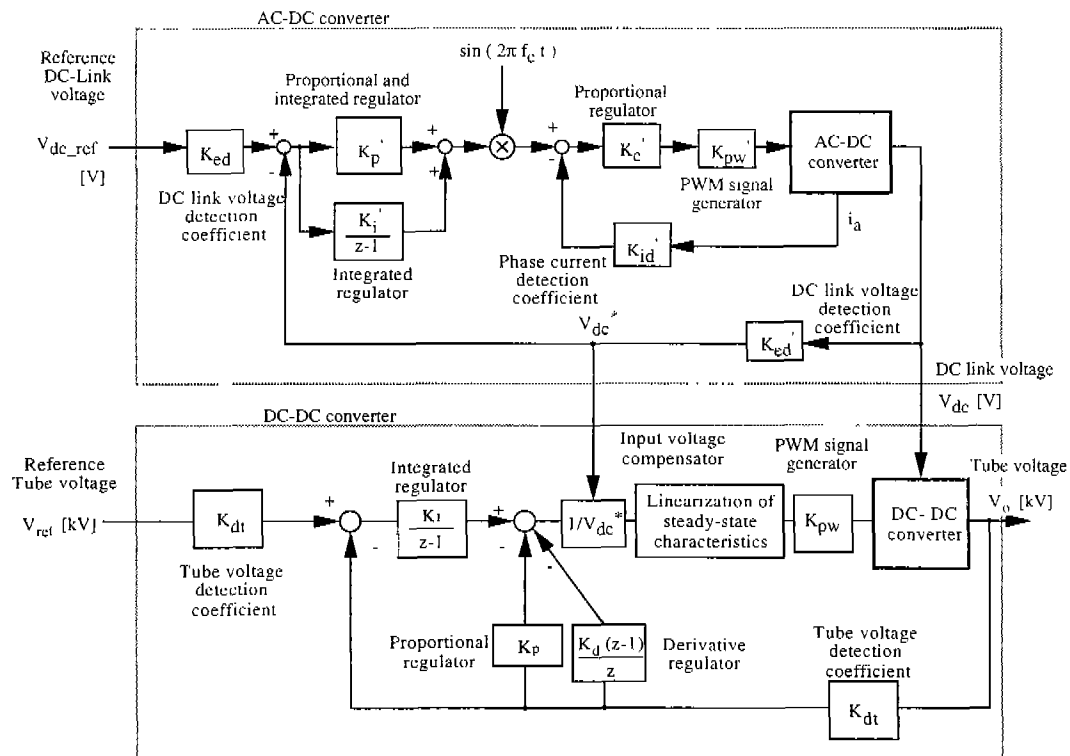 AC-DC converter
Reference
DC-Link
voltage
sin ( 2π f_c t )
Proportional and
integrated regulator
Proportional
regulator
V_dc_ref
[V]
K_ed
+
-
K_p'
+
+
×
+
-
K_c'
K_pw'
AC-DC
converter
DC link voltage
detection
coefficient
PWM signal
generator
K_i'
z-1
Integrated
regulator
K_id'
i_a
Phase current
detection
coefficient
V_dc*
K_ed'
DC link voltage
detection
coefficient
DC link voltage
V_dc [V]
DC-DC converter
Reference
Tube voltage
V_ref [kV]
K_dt
Tube voltage
detection
coefficient
+
-
Integrated
regulator
K_I
z-1
+
-
-
Input voltage
compensator
1/V_dc*
Linearization of
steady-state
characteristics
PWM signal
generator
K_pw
DC- DC
converter
Tube voltage
V_o [kV]
Proportional
regulator
K_p
K_d (z-1)
z
Derivative
regulator
Tube voltage
detection
coefficient
K_dt